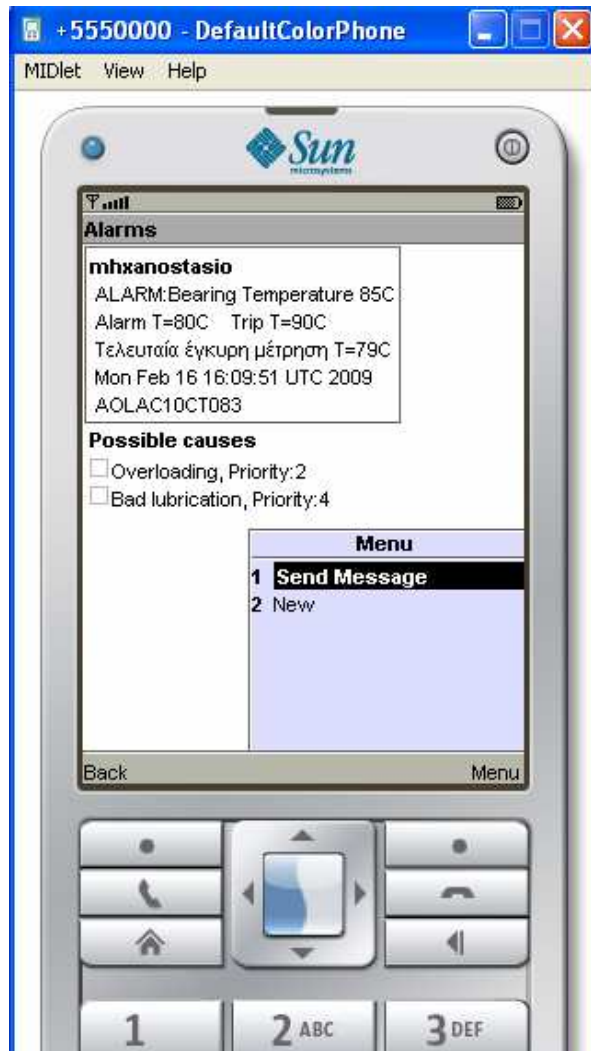 +5550000 - DefaultColorPhone
MIDlet View Help
Sun
microsystems
Alarms
mhxanostasio
ALARM:Bearing Temperature 85C
Alarm T=80C Trip T=90C
Τελευταία έγκυρη μέτρηση T=79C
Mon Feb 16 16:09:51 UTC 2009
AOLAC10CT083
Possible causes
Overloading, Priority:2
Bad lubrication, Priority:4
Menu
1 Send Message
2 New
Back Menu
1 2 ABC 3 DEF